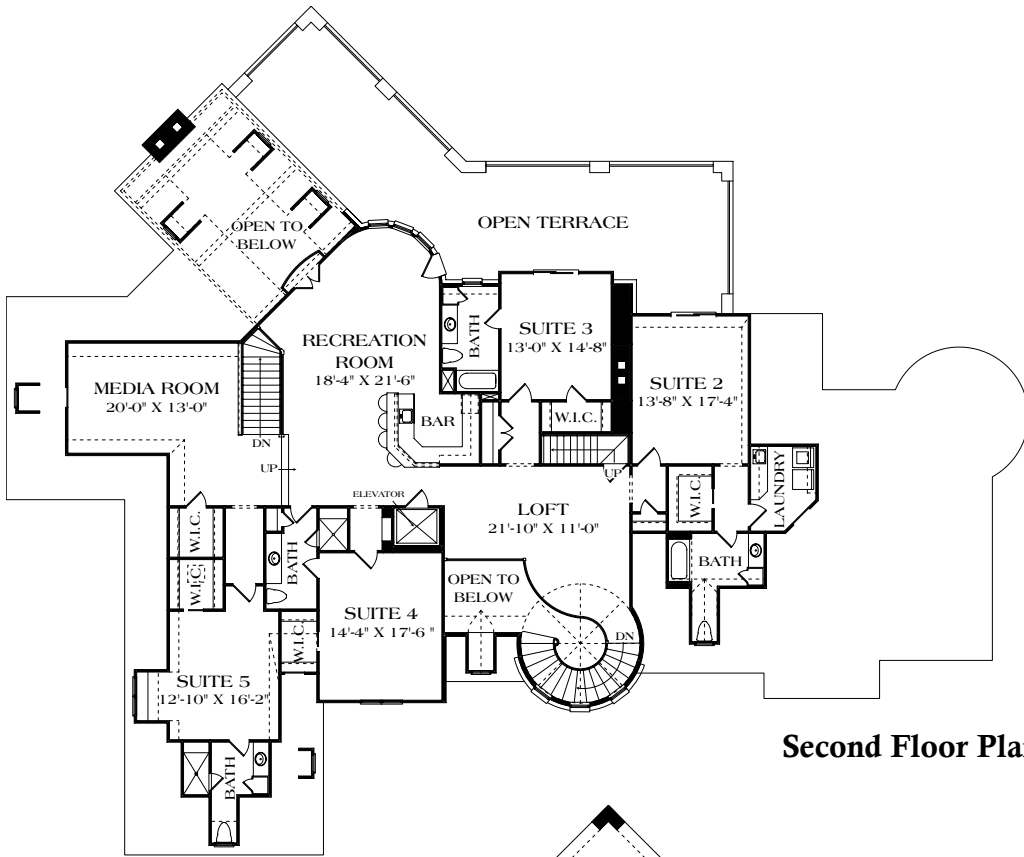 OPEN TERRACE
OPEN TO
BELOW
RECREATION
ROOM
18'-4" X 21'-6"
BATH
SUITE 3
13'-0" X 14'-8"
SUITE 2
13'-8" X 17'-4"
MEDIA ROOM
20'-0" X 13'-0"
BAR
W.I.C.
DN
UP
UP
ELEVATOR
LOFT
21'-10" X 11'-0"
W.I.C.
LAUNDRY
W.I.C.
BATH
BATH
W.I.C.
OPEN TO
BELOW
SUITE 4
14'-4" X 17'-6 "
W.I.C.
DN
SUITE 5
12'-10" X 16'-2"
BATH
Second Floor Pla